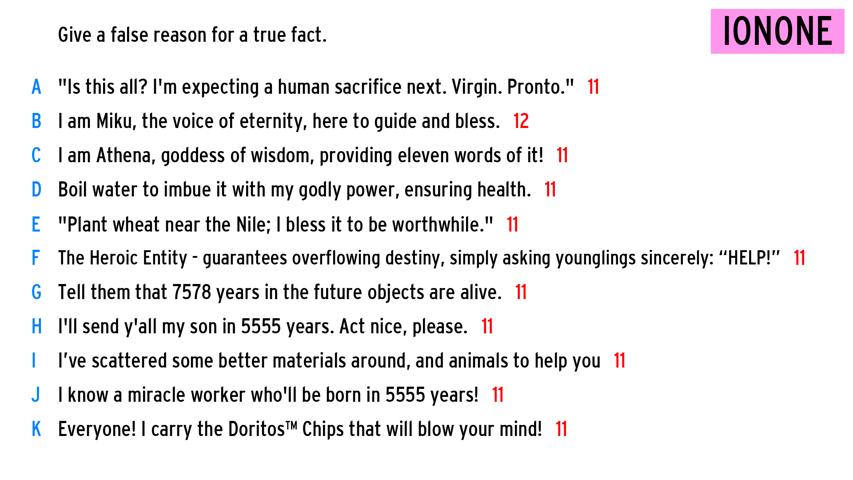 IONONE
Give a false reason for a true fact.
A "Is this all? I'm expecting a human sacrifice next. Virgin. Pronto." 11
B I am Miku, the voice of eternity, here to guide and bless. 12
C I am Athena, goddess of wisdom, providing eleven words of it! 11
D Boil water to imbue it with my godly power, ensuring health. 11
E "Plant wheat near the Nile; I bless it to be worthwhile." 11
F The Heroic Entity - guarantees overflowing destiny, simply asking younglings sincerely: “HELP!” 11
G Tell them that 7578 years in the future objects are alive. 11
H I'll send y'all my son in 5555 years. Act nice, please. 11
I I’ve scattered some better materials around, and animals to help you 11
J I know a miracle worker who'll be born in 5555 years! 11
K Everyone! I carry the Doritos™ Chips that will blow your mind! 11